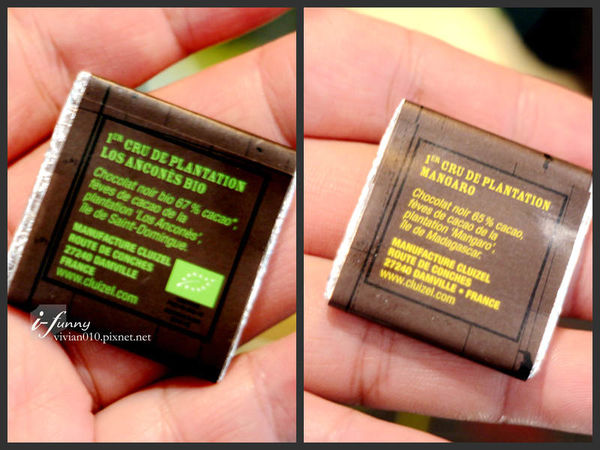 1ER CRU DE PLANTATION
LOS ANCONÈS BIO
Chocolat noir bio 67 % cacao*,
fèves de cacao de la
plantation 'Los Anconès',
île de Saint-Domingue.
MANUFACTURE CLUIZEL
ROUTE DE CONCHES
27240 DAMVILLE
FRANCE
www.cluizel.com
i-funny
vivian010.pixnet.net
1ER CRU DE PLANTATION
MANGARO
Chocolat noir 65 % cacao,
fèves de cacao de la
plantation 'Mangaro',
île de Madagascar.
MANUFACTURE CLUIZEL
ROUTE DE CONCHES
27240 DAMVILLE • FRANCE
www.cluizel.com